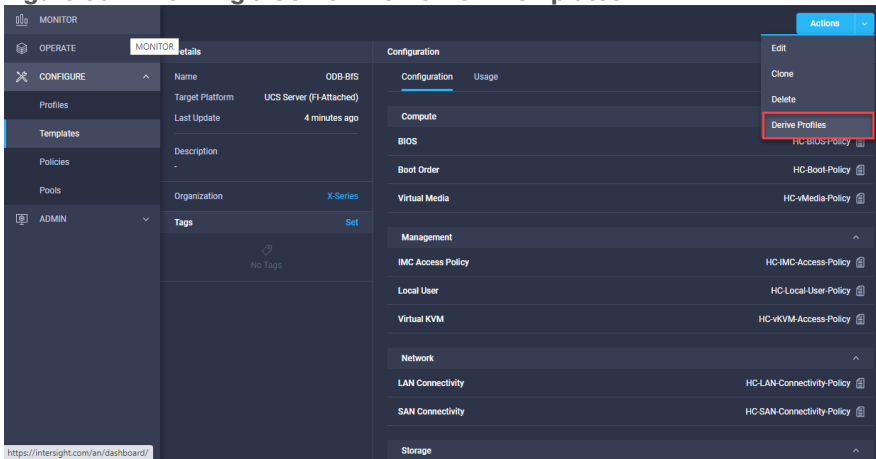 MONITOR
Actions
OPERATE
MONITOR
etails
Configuration
Edit
CONFIGURE
Name
ODB-BfS
Configuration
Usage
Clone
Profiles
Target Platform
UCS Server (FI-Attached)
Delete
Last Update
4 minutes ago
Compute
Derive Profiles
Templates
BIOS
HC-BIOS-Policy
Policies
Description
-
Boot Order
HC-Boot-Policy
Pools
Organization
X-Series
Virtual Media
HC-vMedia-Policy
ADMIN
Tags
Set
Management
No Tags
IMC Access Policy
HC-IMC-Access-Policy
Local User
HC-Local-User-Policy
Virtual KVM
HC-vKVM-Access-Policy
Network
LAN Connectivity
HC-LAN-Connectivity-Policy
SAN Connectivity
HC-SAN-Connectivity-Policy
Storage
https://intersight.com/an/dashboard/